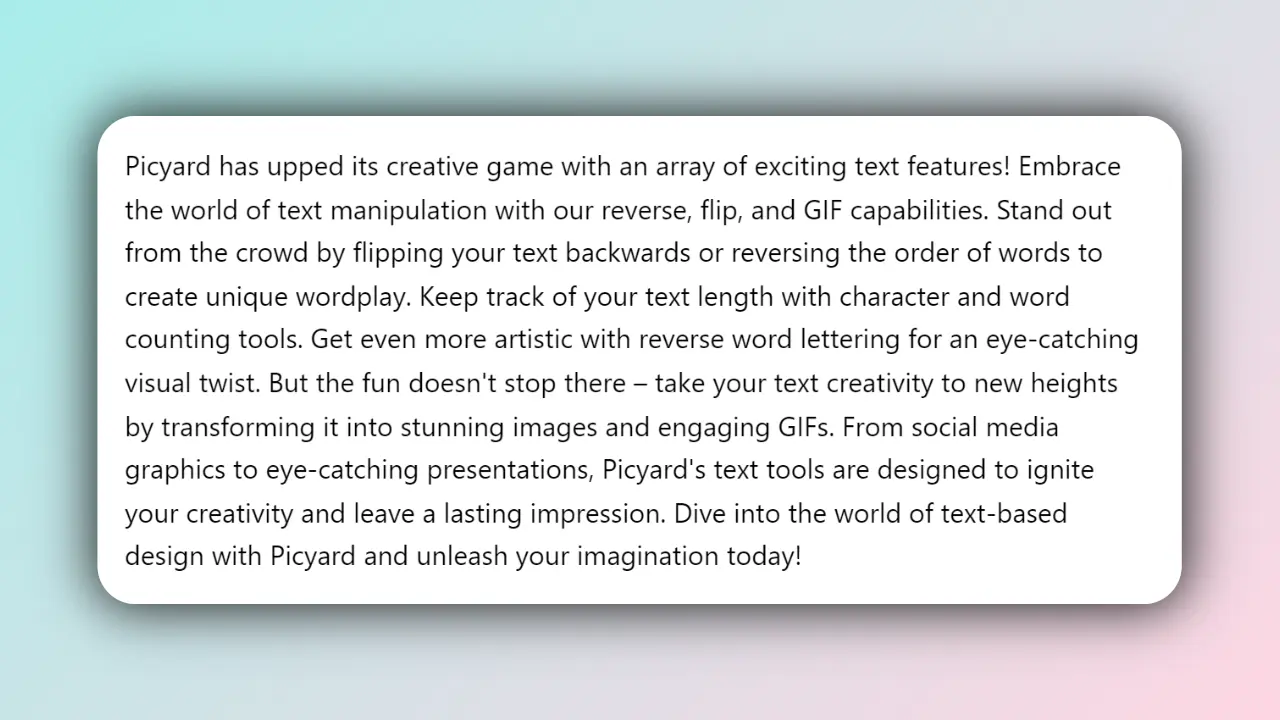 Picyard has upped its creative game with an array of exciting text features! Embrace
the world of text manipulation with our reverse, flip, and GIF capabilities. Stand out
from the crowd by flipping your text backwards or reversing the order of words to
create unique wordplay. Keep track of your text length with character and word
counting tools. Get even more artistic with reverse word lettering for an eye-catching
visual twist. But the fun doesn't stop there – take your text creativity to new heights
by transforming it into stunning images and engaging GIFs. From social media
graphics to eye-catching presentations, Picyard's text tools are designed to ignite
your creativity and leave a lasting impression. Dive into the world of text-based
design with Picyard and unleash your imagination today!